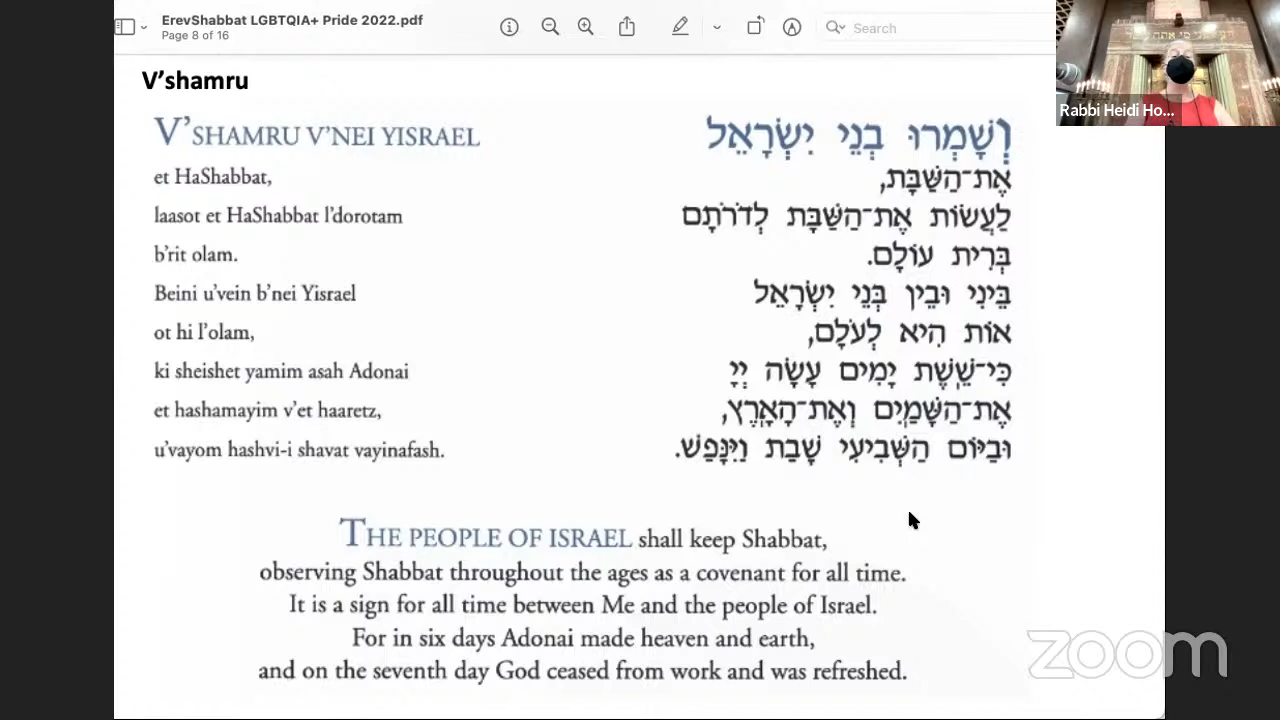 ErevShabbat LGBTQIA+ Pride 2022.pdf
Page 8 of 16
Search
Rabbi Heidi Ho...
V’shamru
V’SHAMRU V’NEI YISRAEL
et HaShabbat,
laasot et HaShabbat l’dorotam
b’rit olam.
Beini u’vein b’nei Yisrael
ot hi l’olam,
ki sheishet yamim asah Adonai
et hashamayim v’et haaretz,
u’vayom hashvi-i shavat vayinafash.
וְשָׁמְרוּ בְנֵי יִשְׂרָאֵל
אֶת־הַשַּׁבָּת,
לַעֲשׂוֹת אֶת־הַשַּׁבָּת לְדֹרֹתָם
בְּרִית עוֹלָם.
בֵּינִי וּבֵין בְּנֵי יִשְׂרָאֵל
אוֹת הִיא לְעֹלָם,
כִּי־שֵֽׁשֶׁת יָמִים עָשָׂה יְיָ
אֶת־הַשָּׁמַֽיִם וְאֶת־הָאָֽרֶץ,
וּבַיּוֹם הַשְּׁבִיעִי שָׁבַת וַיִּנָּפַשׁ.
THE PEOPLE OF ISRAEL shall keep Shabbat,
observing Shabbat throughout the ages as a covenant for all time.
It is a sign for all time between Me and the people of Israel.
For in six days Adonai made heaven and earth,
and on the seventh day God ceased from work and was refreshed.
zoom